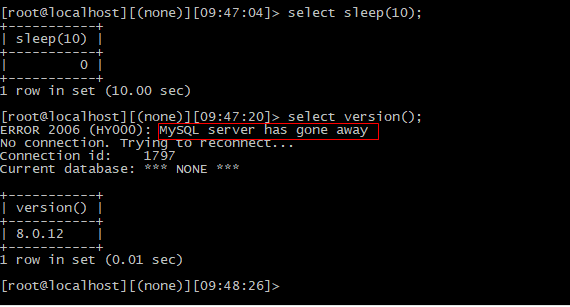 [root@localhost][(none)][09:47:04]> select sleep(10);
+-----------+
| sleep(10) |
+-----------+
|         0 |
+-----------+
1 row in set (10.00 sec)
[root@localhost][(none)][09:47:20]> select version();
ERROR 2006 (HY000): MySQL server has gone away
No connection. Trying to reconnect...
Connection id:    1797
Current database: *** NONE ***
+-----------+
| version() |
+-----------+
| 8.0.12    |
+-----------+
1 row in set (0.01 sec)
[root@localhost][(none)][09:48:26]>